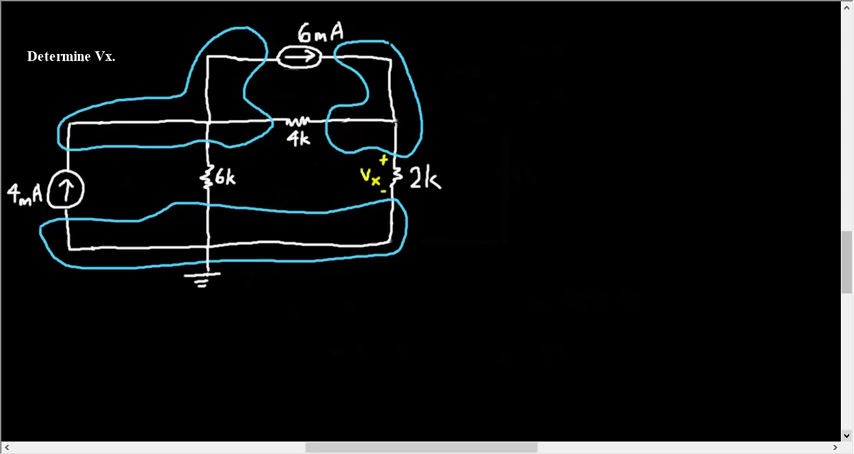 6mA
Determine Vx.
4k
6k
+
Vx
-
2k
4mA